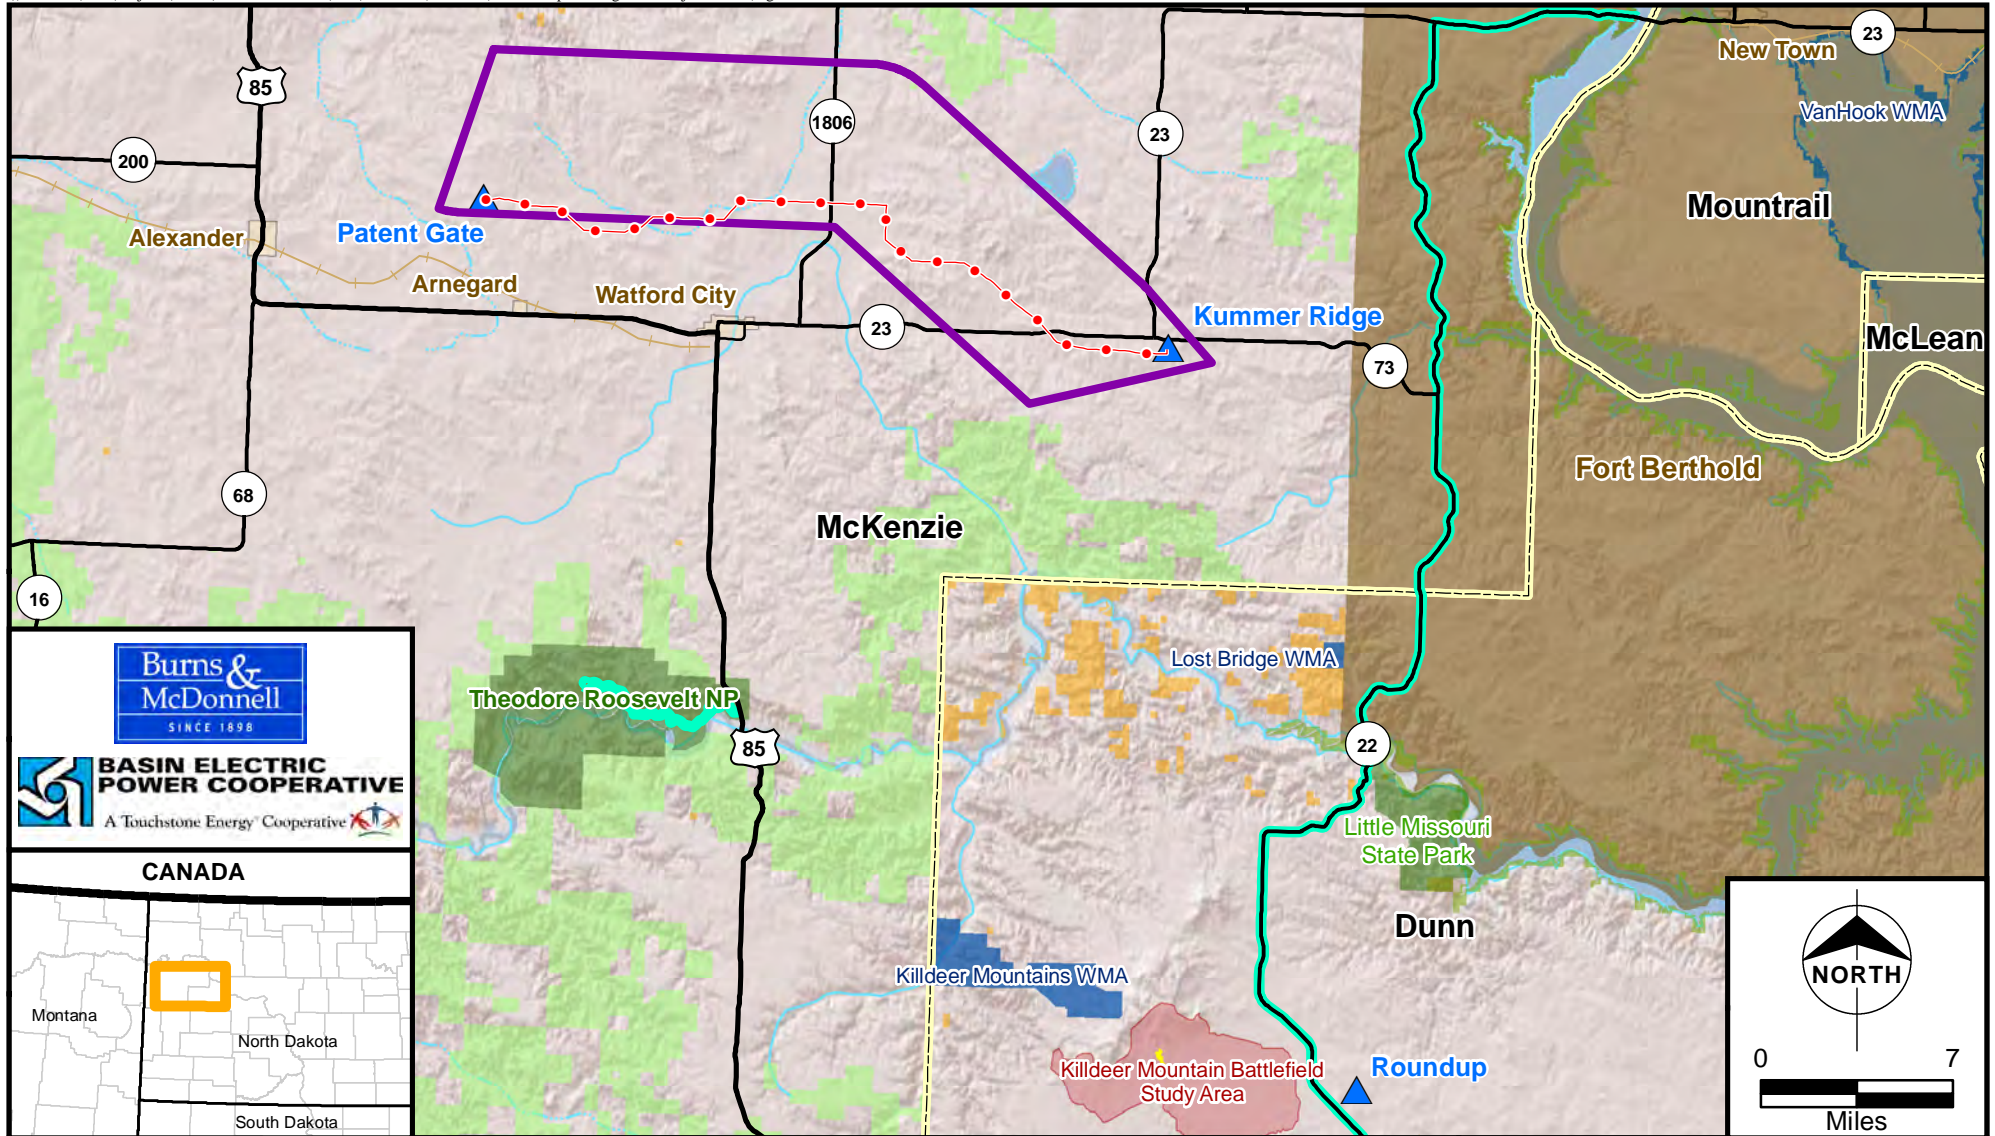 New Town
23
85
VanHook WMA
1806
23
200
Mountrail
Patent Gate
Alexander
Arnegard
Watford City
23
Kummer Ridge
McLean
73
Fort Berthold
68
McKenzie
16
Burns &
McDonnell
SINCE 1898
Lost Bridge WMA
Theodore Roosevelt NP
85
22
BASIN ELECTRIC
POWER COOPERATIVE
A Touchstone Energy Cooperative
Little Missouri
State Park
CANADA
Dunn
Killdeer Mountains WMA
NORTH
Montana
North Dakota
Killdeer Mountain Battlefield
Study Area
Roundup
0 7
Miles
South Dakota